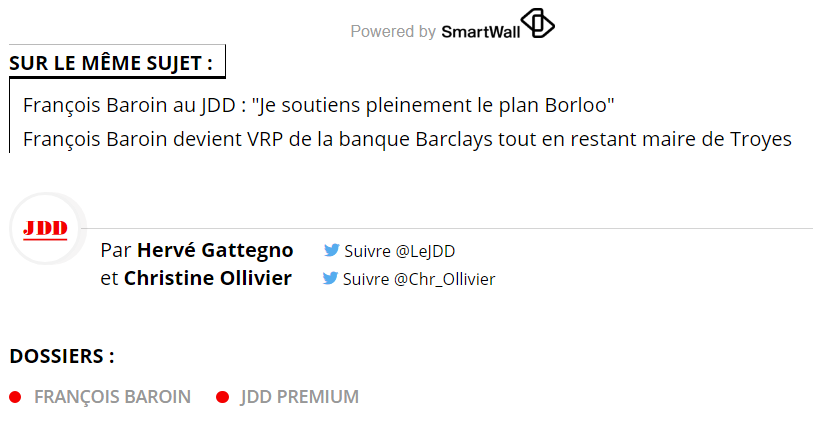 Powered by SmartWall
SUR LE MÊME SUJET :
François Baroin au JDD : "Je soutiens pleinement le plan Borloo"
François Baroin devient VRP de la banque Barclays tout en restant maire de Troyes
JDD
Par Hervé Gattegno Suivre @LeJDD
et Christine Ollivier Suivre @Chr_Ollivier
DOSSIERS :
FRANÇOIS BAROIN JDD PREMIUM